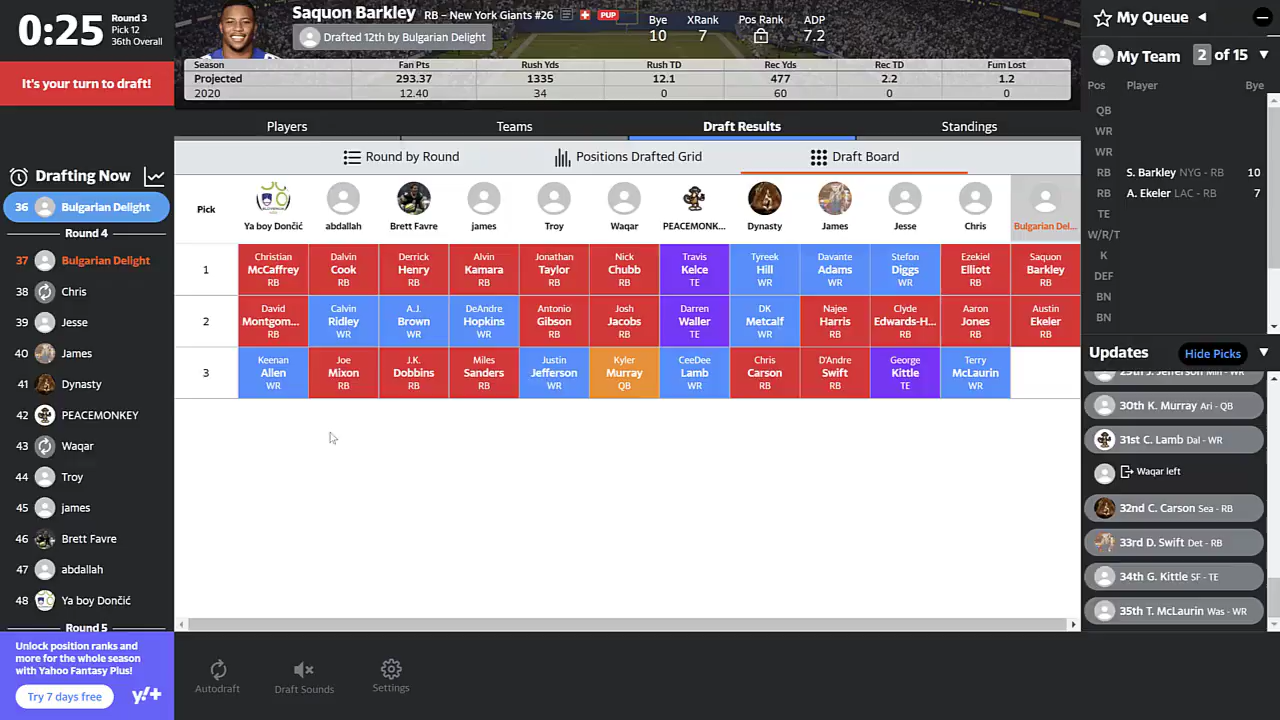 0:25
Round 3
Pick 12
36th Overall
It's your turn to draft!
Drafting Now
36 Bulgarian Delight
Round 4
37 Bulgarian Delight
38 Chris
39 Jesse
40 James
41 Dynasty
42 PEACEMONKEY
43 Waqar
44 Troy
45 james
46 Brett Favre
47 abdallah
48 Ya boy Dončić
Round 5
Unlock position ranks and
more for the whole season
with Yahoo Fantasy Plus!
Try 7 days free
y!+
Saquon Barkley RB – New York Giants #26 PUP
Drafted 12th by Bulgarian Delight
Bye XRank Pos Rank ADP
10 7 7.2
Season Fan Pts Rush Yds Rush TD Rec Yds Rec TD Fum Lost
Projected 293.37 1335 12.1 477 2.2 1.2
2020 12.40 34 0 60 0 0
Players Teams Draft Results Standings
Round by Round Positions Drafted Grid Draft Board
Pick
Ya boy Dončić abdallah Brett Favre james Troy Waqar PEACEMONK... Dynasty James Jesse Chris Bulgarian Del...
Christian Dalvin Derrick Alvin Jonathan Nick Travis Tyreek Davante Stefon Ezekiel Saquon
1 McCaffrey Cook Henry Kamara Taylor Chubb Kelce Hill Adams Diggs Elliott Barkley
RB RB RB RB RB RB TE WR WR WR RB RB
David Calvin A.J. DeAndre Antonio Josh Darren DK Najee Clyde Aaron Austin
2 Montgom... Ridley Brown Hopkins Gibson Jacobs Waller Metcalf Harris Edwards-H... Jones Ekeler
RB WR WR WR RB RB TE WR RB RB RB RB
Keenan Joe J.K. Miles Justin Kyler CeeDee Chris D'Andre George Terry
3 Allen Mixon Dobbins Sanders Jefferson Murray Lamb Carson Swift Kittle McLaurin
WR RB RB RB WR QB WR RB RB TE WR
Autodraft
Draft Sounds
Settings
My Queue
My Team 2 of 15
Pos Player Bye
QB
WR
WR
RB S. Barkley NYG - RB 10
RB A. Ekeler LAC - RB 7
TE
W/R/T
K
DEF
BN
BN
Updates Hide Picks
29th J. Jefferson Min - WR
30th K. Murray Ari - QB
31st C. Lamb Dal - WR
Waqar left
32nd C. Carson Sea - RB
33rd D. Swift Det - RB
34th G. Kittle SF - TE
35th T. McLaurin Was - WR